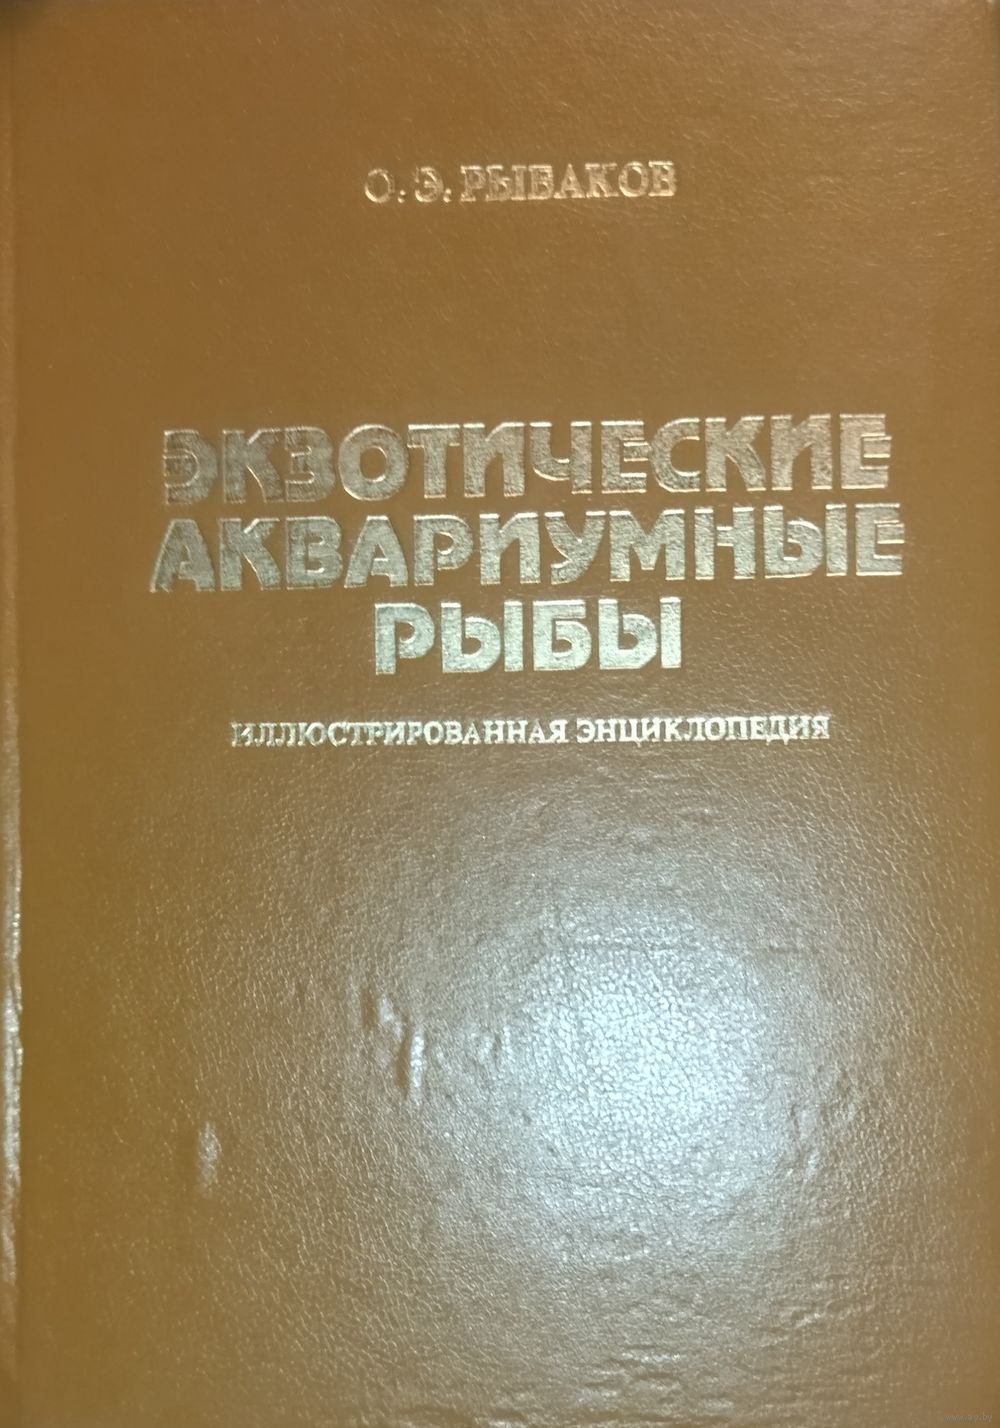 О. Э. РЫБАКОВ
ЭКЗОТИЧЕСКИЕ
АКВАРИУМНЫЕ
РЫБЫ
ИЛЛЮСТРИРОВАННАЯ ЭНЦИКЛОПЕДИЯ